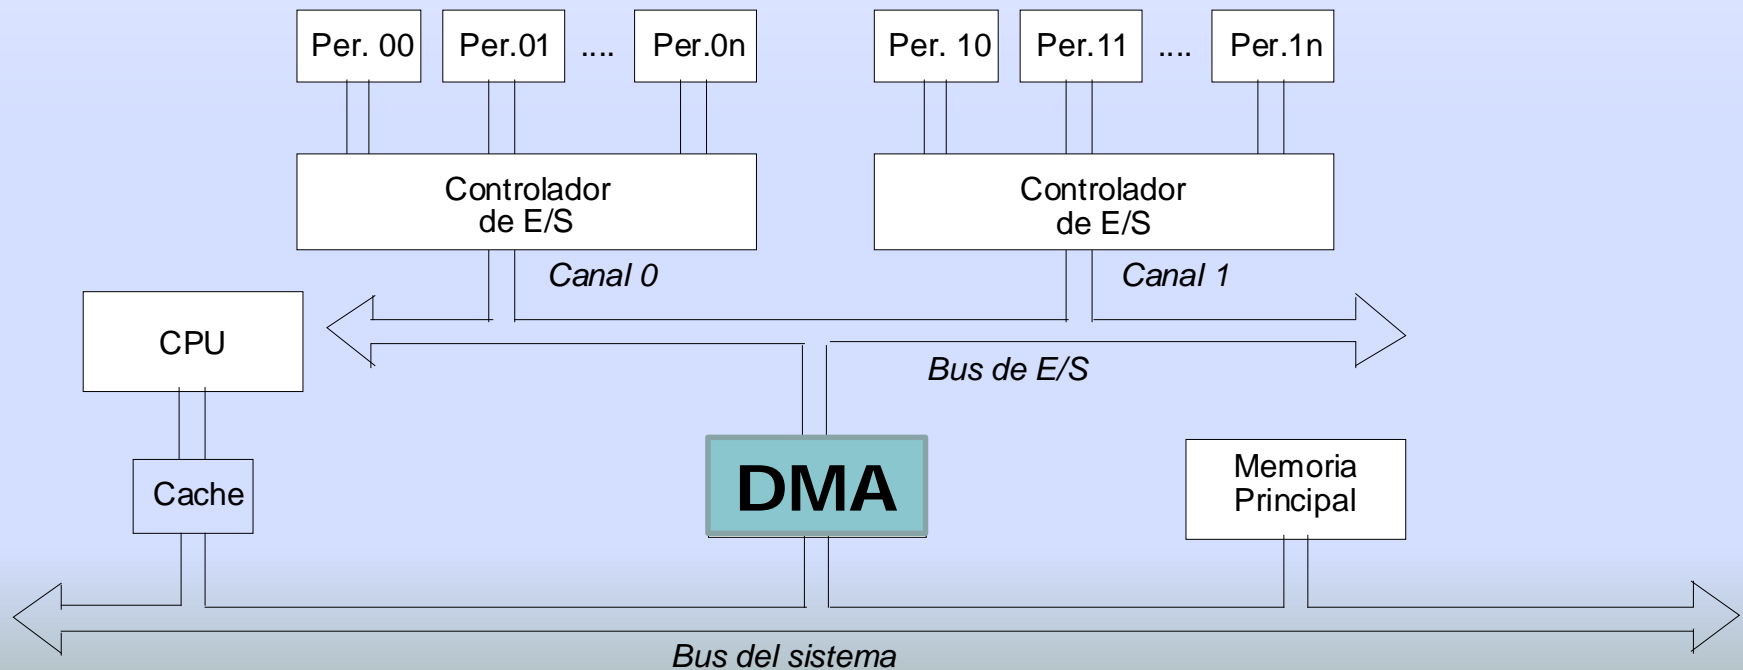 Per. 00 Per.01 .... Per.0n Per. 10 Per.11 .... Per.1n
Controlador
de E/S
Controlador
de E/S
Canal 0
Canal 1
CPU
Bus de E/S
Cache
DMA
Memoria
Principal
Bus del sistema